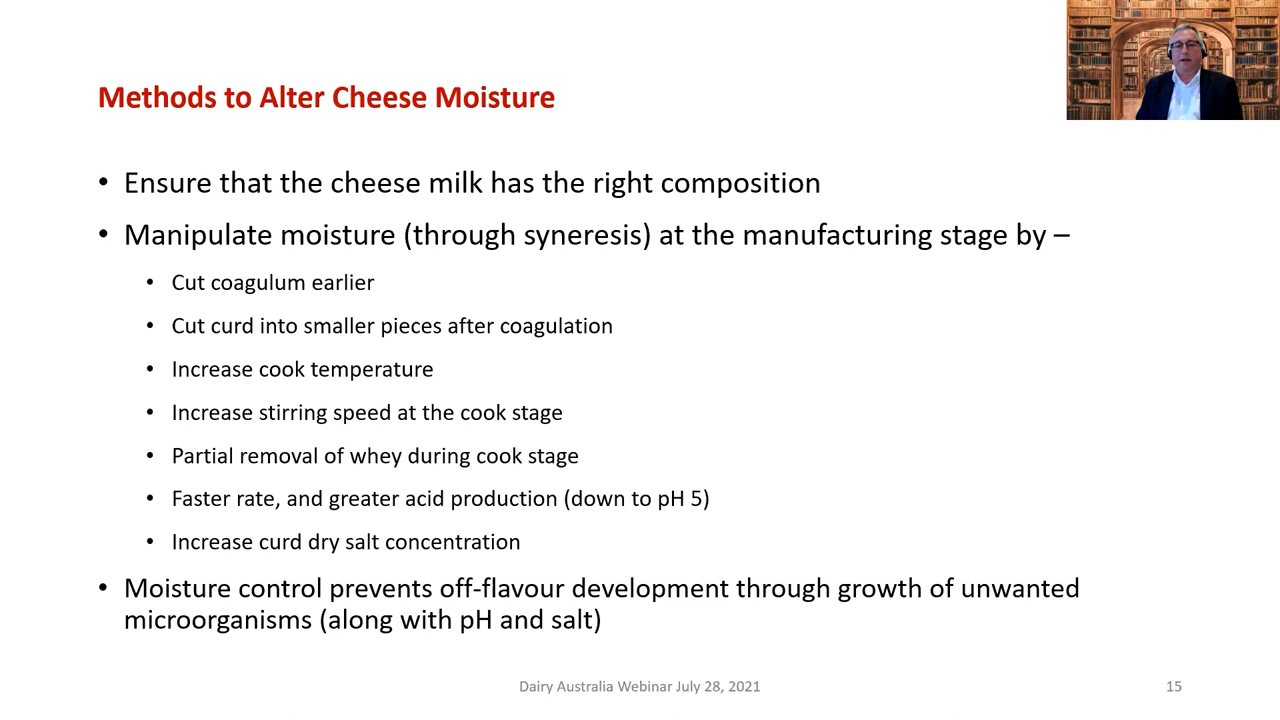 Methods to Alter Cheese Moisture
• Ensure that the cheese milk has the right composition
• Manipulate moisture (through syneresis) at the manufacturing stage by –
• Cut coagulum earlier
• Cut curd into smaller pieces after coagulation
• Increase cook temperature
• Increase stirring speed at the cook stage
• Partial removal of whey during cook stage
• Faster rate, and greater acid production (down to pH 5)
• Increase curd dry salt concentration
• Moisture control prevents off-flavour development through growth of unwanted
microorganisms (along with pH and salt)
Dairy Australia Webinar July 28, 2021
15